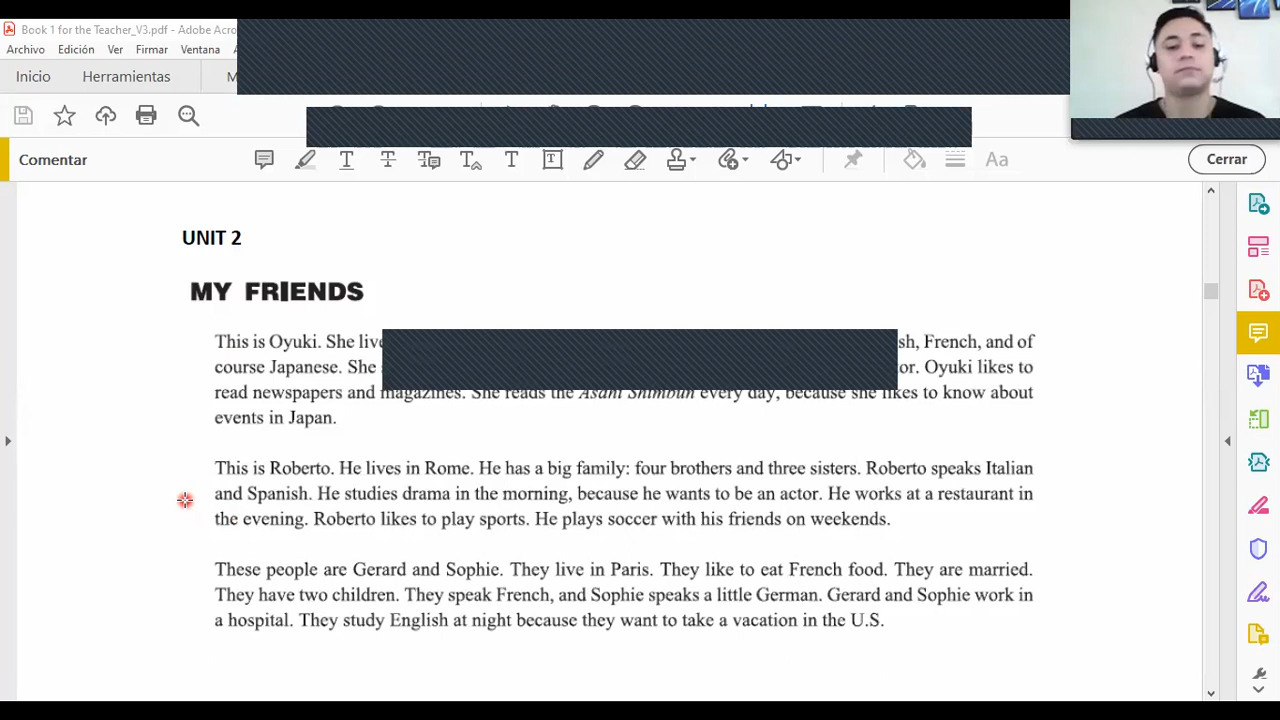 Book 1 for the Teacher_V3.pdf - Adobe Acro
Archivo Edición Ver Firmar Ventana
Inicio Herramientas
Comentar
Cerrar
UNIT 2
MY FRIENDS
This is Oyuki. She live sh, French, and of
course Japanese. She or. Oyuki likes to
read newspapers and magazines. She reads the Asahi Shimbun every day, because she likes to know about
events in Japan.
This is Roberto. He lives in Rome. He has a big family: four brothers and three sisters. Roberto speaks Italian
and Spanish. He studies drama in the morning, because he wants to be an actor. He works at a restaurant in
the evening. Roberto likes to play sports. He plays soccer with his friends on weekends.
These people are Gerard and Sophie. They live in Paris. They like to eat French food. They are married.
They have two children. They speak French, and Sophie speaks a little German. Gerard and Sophie work in
a hospital. They study English at night because they want to take a vacation in the U.S.